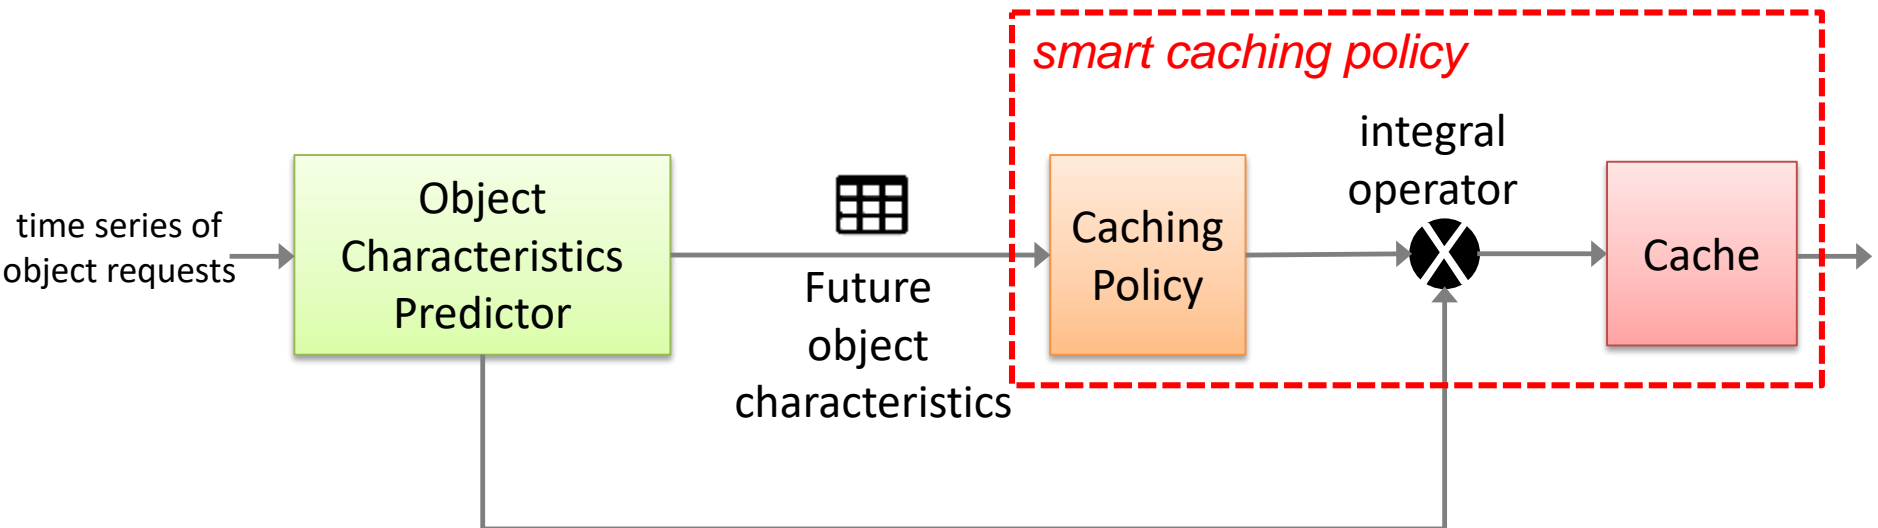 smart caching policy
time series of
object requests
Object
Characteristics
Predictor
Future
object
characteristics
Caching
Policy
integral
operator
Cache